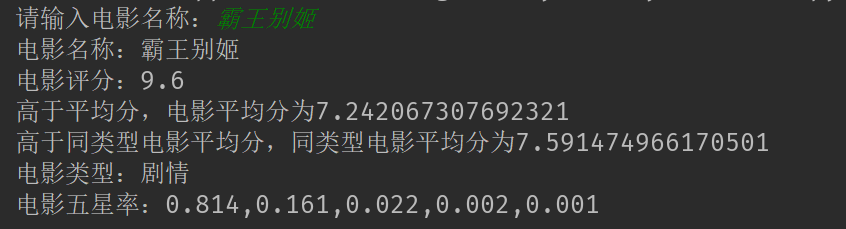 请输入电影名称：霸王别姬
电影名称：霸王别姬
电影评分：9.6
高于平均分，电影平均分为7.242067307692321
高于同类型电影平均分，同类型电影平均分为7.591474966170501
电影类型：剧情
电影五星率：0.814,0.161,0.022,0.002,0.001